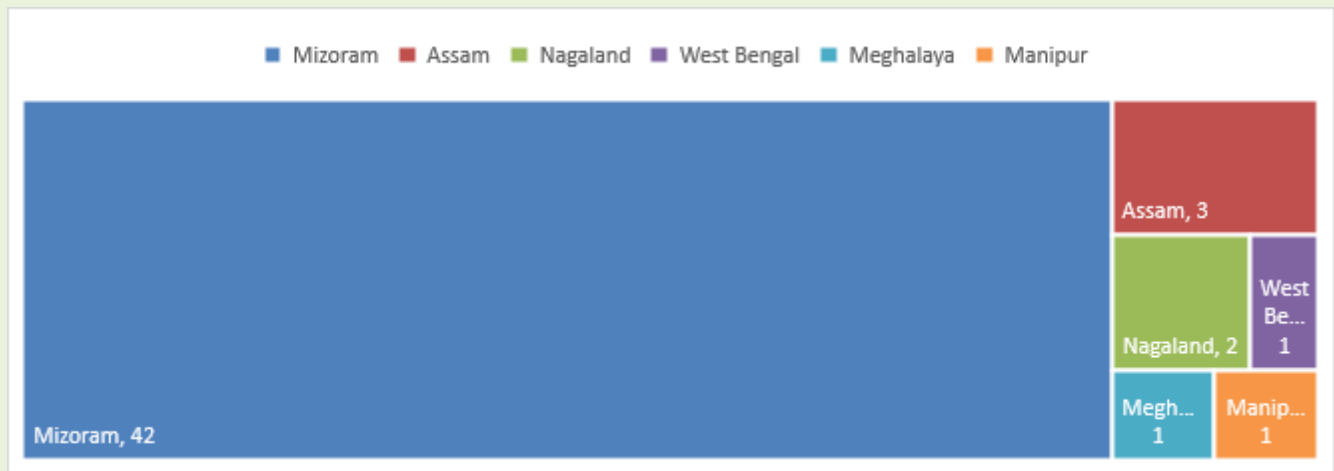 Mizoram Assam Nagaland West Bengal Meghalaya Manipur
Assam, 3
West
Be...
1
Nagaland, 2
Megh...
1
Manip...
1
Mizoram, 42